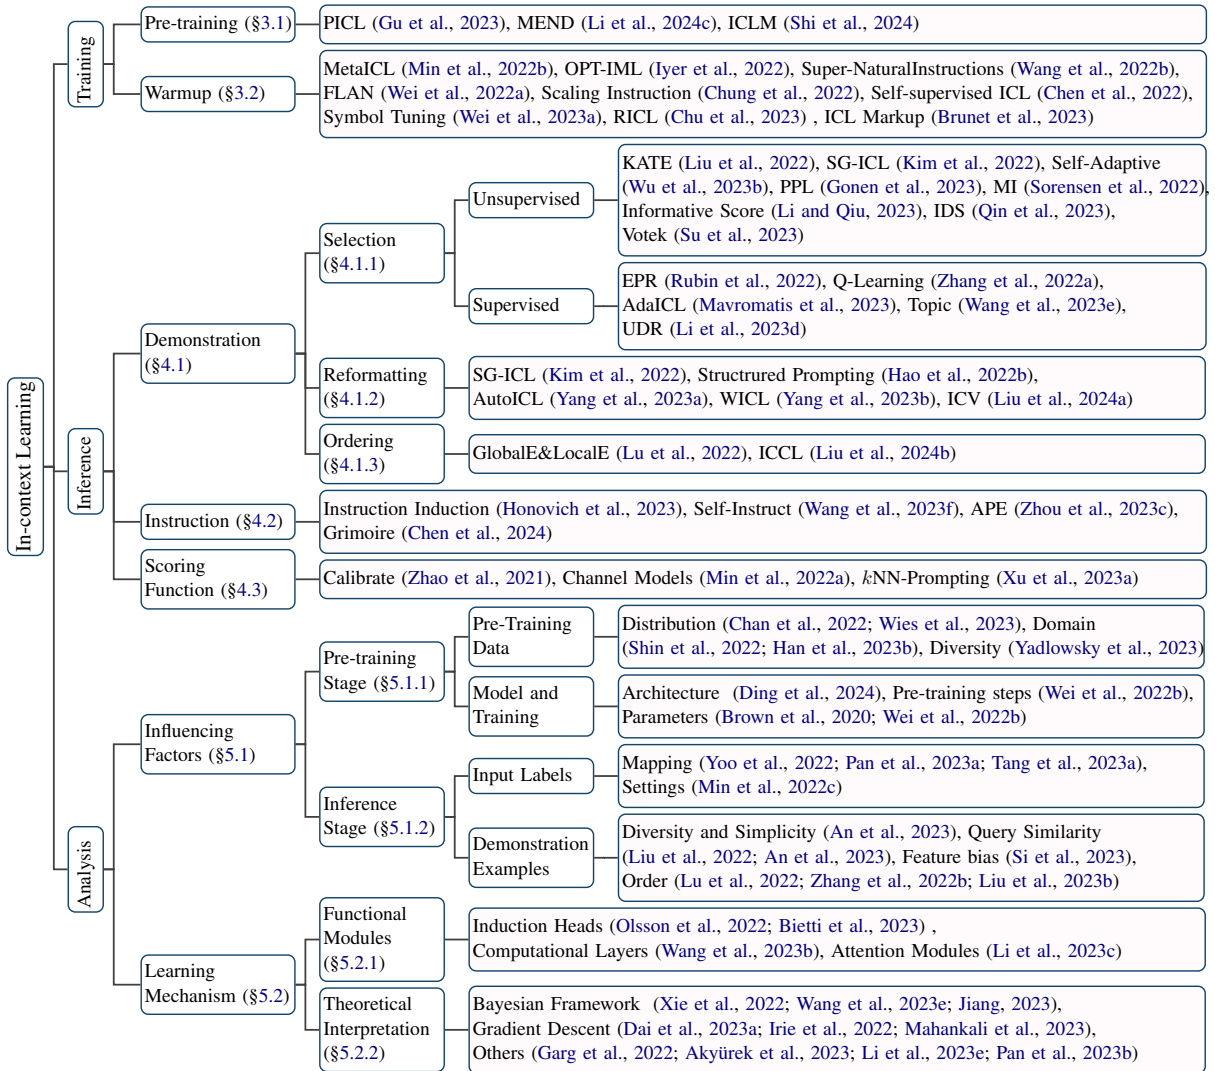 In-context Learning
Training
Pre-training (§3.1)
PICL (Gu et al., 2023), MEND (Li et al., 2024c), ICLM (Shi et al., 2024)
Warmup (§3.2)
MetaICL (Min et al., 2022b), OPT-IML (Iyer et al., 2022), Super-NaturalInstructions (Wang et al., 2022b),
FLAN (Wei et al., 2022a), Scaling Instruction (Chung et al., 2022), Self-supervised ICL (Chen et al., 2022),
Symbol Tuning (Wei et al., 2023a), RICL (Chu et al., 2023) , ICL Markup (Brunet et al., 2023)
Inference
Demonstration
(§4.1)
Selection
(§4.1.1)
Unsupervised
KATE (Liu et al., 2022), SG-ICL (Kim et al., 2022), Self-Adaptive
(Wu et al., 2023b), PPL (Gonen et al., 2023), MI (Sorensen et al., 2022),
Informative Score (Li and Qiu, 2023), IDS (Qin et al., 2023),
Votek (Su et al., 2023)
Supervised
EPR (Rubin et al., 2022), Q-Learning (Zhang et al., 2022a),
AdaICL (Mavromatis et al., 2023), Topic (Wang et al., 2023e),
UDR (Li et al., 2023d)
Reformatting
(§4.1.2)
SG-ICL (Kim et al., 2022), Structrured Prompting (Hao et al., 2022b),
AutoICL (Yang et al., 2023a), WICL (Yang et al., 2023b), ICV (Liu et al., 2024a)
Ordering
(§4.1.3)
GlobalE&LocalE (Lu et al., 2022), ICCL (Liu et al., 2024b)
Instruction (§4.2)
Instruction Induction (Honovich et al., 2023), Self-Instruct (Wang et al., 2023f), APE (Zhou et al., 2023c),
Grimoire (Chen et al., 2024)
Scoring
Function (§4.3)
Calibrate (Zhao et al., 2021), Channel Models (Min et al., 2022a), kNN-Prompting (Xu et al., 2023a)
Analysis
Influencing
Factors (§5.1)
Pre-training
Stage (§5.1.1)
Pre-Training
Data
Distribution (Chan et al., 2022; Wies et al., 2023), Domain
(Shin et al., 2022; Han et al., 2023b), Diversity (Yadlowsky et al., 2023)
Model and
Training
Architecture (Ding et al., 2024), Pre-training steps (Wei et al., 2022b),
Parameters (Brown et al., 2020; Wei et al., 2022b)
Inference
Stage (§5.1.2)
Input Labels
Mapping (Yoo et al., 2022; Pan et al., 2023a; Tang et al., 2023a),
Settings (Min et al., 2022c)
Demonstration
Examples
Diversity and Simplicity (An et al., 2023), Query Similarity
(Liu et al., 2022; An et al., 2023), Feature bias (Si et al., 2023),
Order (Lu et al., 2022; Zhang et al., 2022b; Liu et al., 2023b)
Learning
Mechanism (§5.2)
Functional
Modules
(§5.2.1)
Induction Heads (Olsson et al., 2022; Bietti et al., 2023) ,
Computational Layers (Wang et al., 2023b), Attention Modules (Li et al., 2023c)
Theoretical
Interpretation
(§5.2.2)
Bayesian Framework (Xie et al., 2022; Wang et al., 2023e; Jiang, 2023),
Gradient Descent (Dai et al., 2023a; Irie et al., 2022; Mahankali et al., 2023),
Others (Garg et al., 2022; Akyürek et al., 2023; Li et al., 2023e; Pan et al., 2023b)